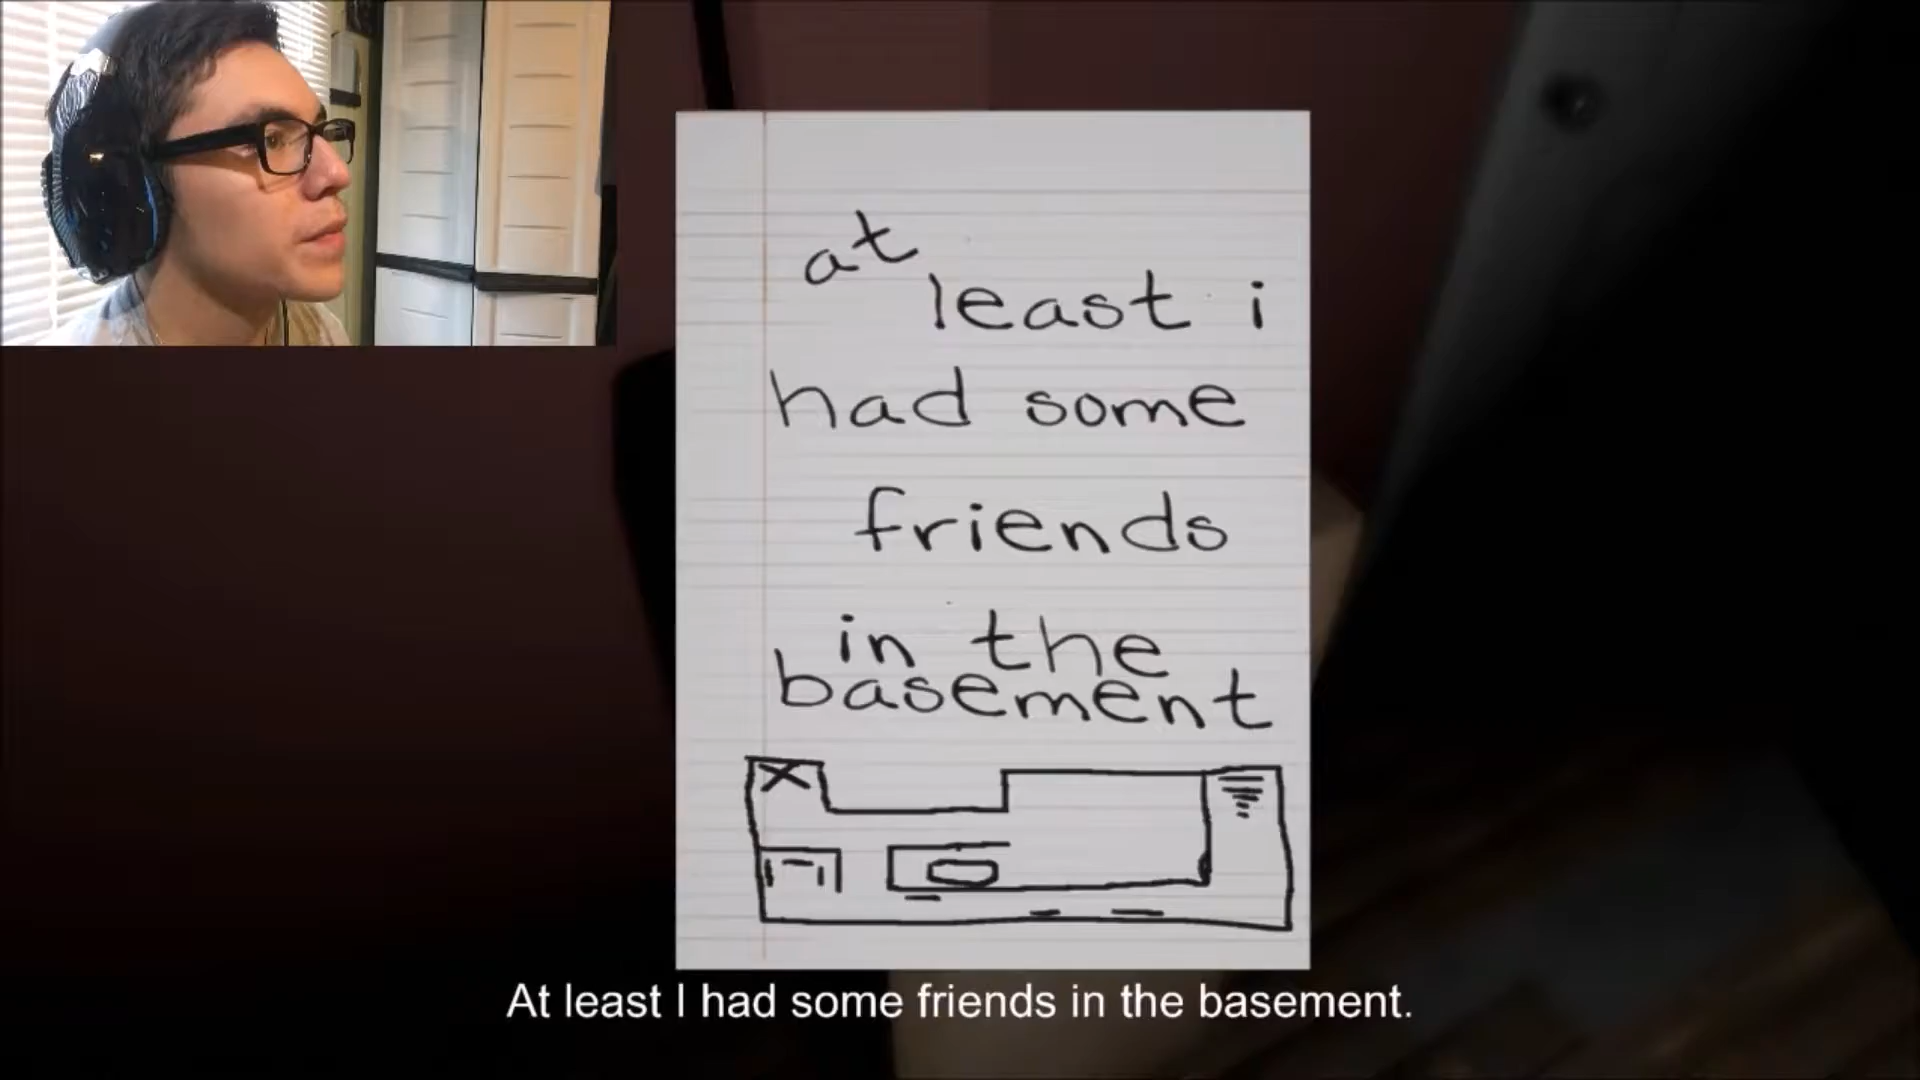 at
least i
had some
friends
in the
basement
At least I had some friends in the basement.